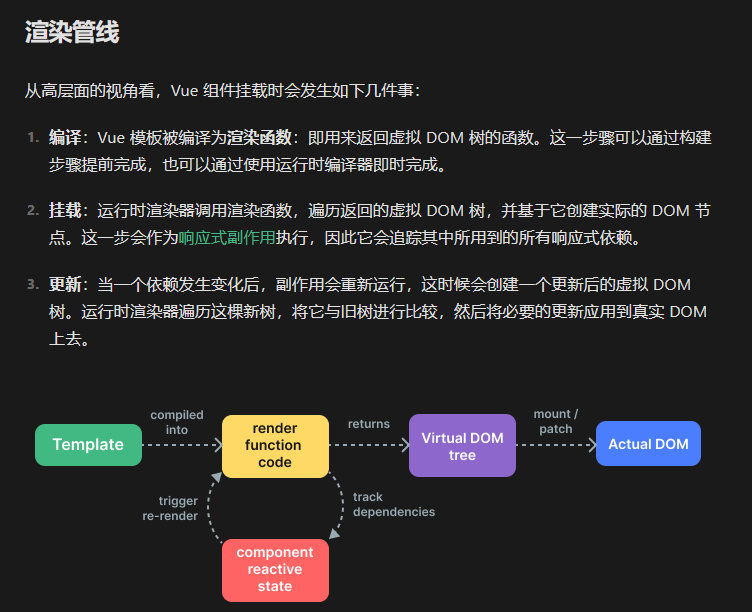 渲染管线
从高层面的视角看，Vue 组件挂载时会发生如下几件事：
1. 编译：Vue 模板被编译为渲染函数：即用来返回虚拟 DOM 树的函数。这一步骤可以通过构建
步骤提前完成，也可以通过使用运行时编译器即时完成。
2. 挂载：运行时渲染器调用渲染函数，遍历返回的虚拟 DOM 树，并基于它创建实际的 DOM 节
点。这一步会作为响应式副作用执行，因此它会追踪其中所用到的所有响应式依赖。
3. 更新：当一个依赖发生变化后，副作用会重新运行，这时候会创建一个更新后的虚拟 DOM
树。运行时渲染器遍历这棵新树，将它与旧树进行比较，然后将必要的更新应用到真实 DOM
上去。
Template
compiled
into
render
function
code
returns
Virtual DOM
tree
mount /
patch
Actual DOM
trigger
re-render
track
dependencies
component
reactive
state